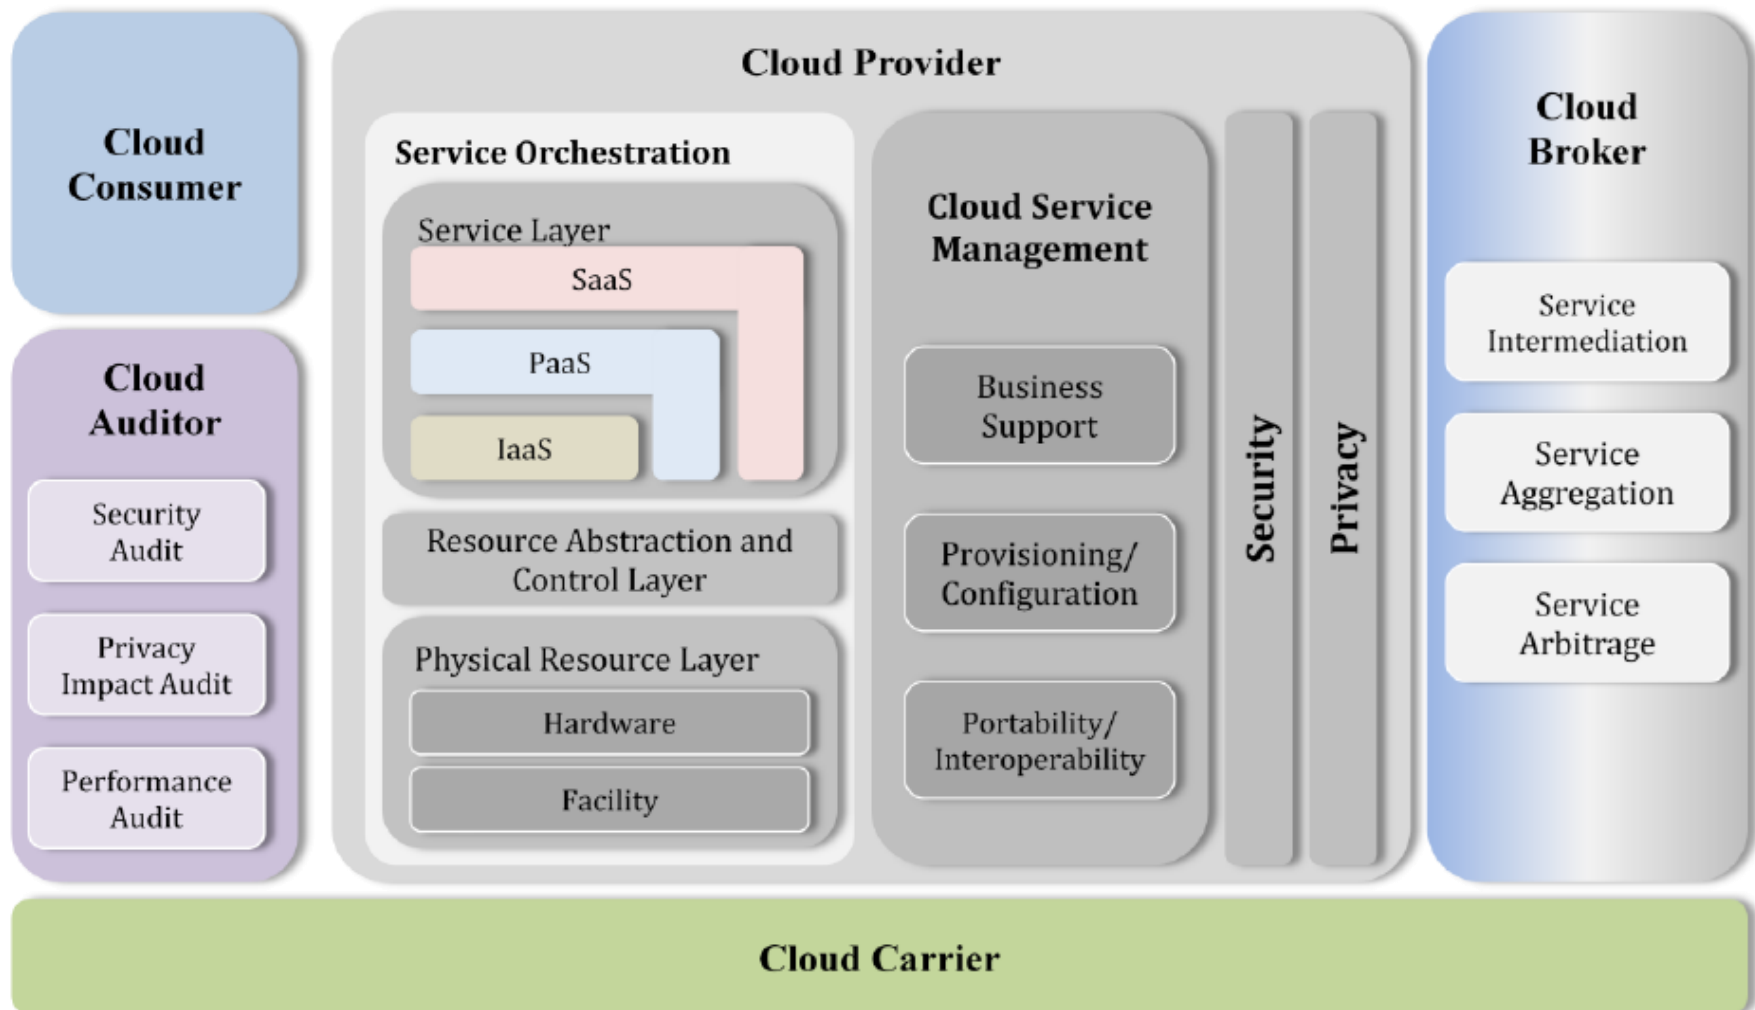 Cloud
Consumer
Cloud
Auditor
Security
Audit
Privacy
Impact Audit
Performance
Audit
Cloud Provider
Service Orchestration
Service Layer
SaaS
PaaS
IaaS
Resource Abstraction and
Control Layer
Physical Resource Layer
Hardware
Facility
Cloud Service
Management
Business
Support
Provisioning/
Configuration
Portability/
Interoperability
Security
Privacy
Cloud
Broker
Service
Intermediation
Service
Aggregation
Service
Arbitrage
Cloud Carrier